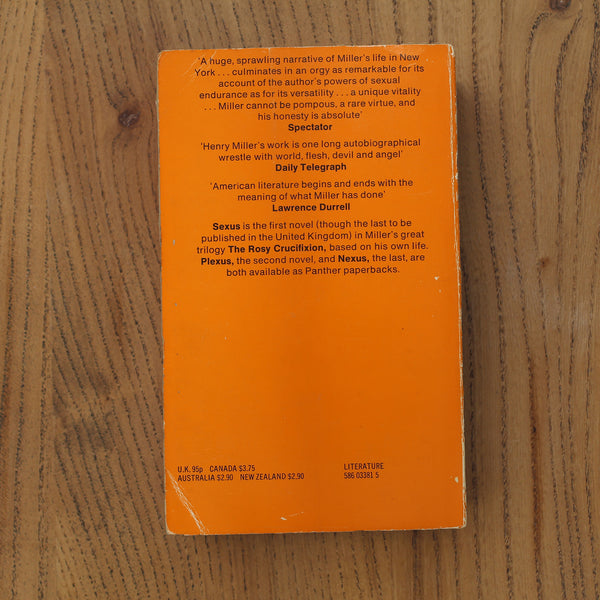 'A huge, sprawling narrative of Miller's life in New
York ... culminates in an orgy as remarkable for its
account of the author's powers of sexual
endurance as for its versatility ... a unique vitality
... Miller cannot be pompous, a rare virtue, and
his honesty is absolute'
Spectator
'Henry Miller's work is one long autobiographical
wrestle with world, flesh, devil and angel'
Daily Telegraph
'American literature begins and ends with the
meaning of what Miller has done'
Lawrence Durrell
Sexus is the first novel (though the last to be
published in the United Kingdom) in Miller's great
trilogy The Rosy Crucifixion, based on his own life.
Plexus, the second novel, and Nexus, the last, are
both available as Panther paperbacks.
U.K. 95p CANADA $3.75
AUSTRALIA $2.90 NEW ZEALAND $2.90
LITERATURE
586 03381 5